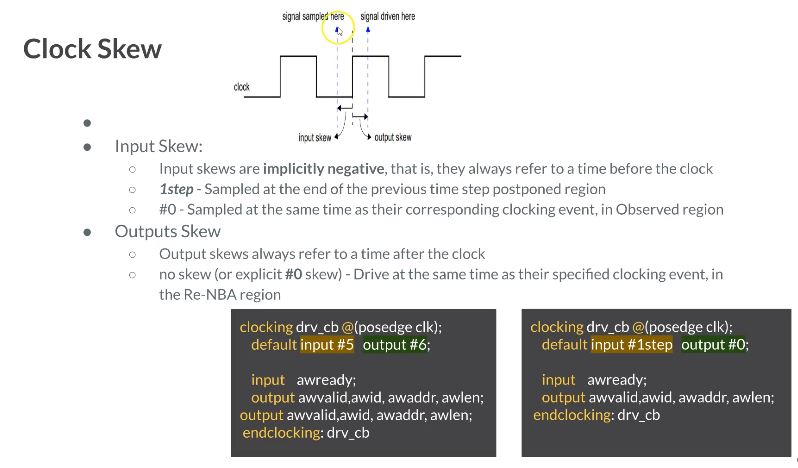 signal sampled here signal driven here
Clock Skew
clock
input skew output skew
Input Skew:
Input skews are implicitly negative, that is, they always refer to a time before the clock
1step - Sampled at the end of the previous time step postponed region
#0 - Sampled at the same time as their corresponding clocking event, in Observed region
Outputs Skew
Output skews always refer to a time after the clock
no skew (or explicit #0 skew) - Drive at the same time as their specified clocking event, in
the Re-NBA region
clocking drv_cb @(posedge clk);
default input #5 output #6;
input awready;
output awvalid,awid, awaddr, awlen;
output awvalid,awid, awaddr, awlen;
endclocking: drv_cb
clocking drv_cb @(posedge clk);
default input #1step output #0;
input awready;
output awvalid,awid, awaddr, awlen;
endclocking: drv_cb